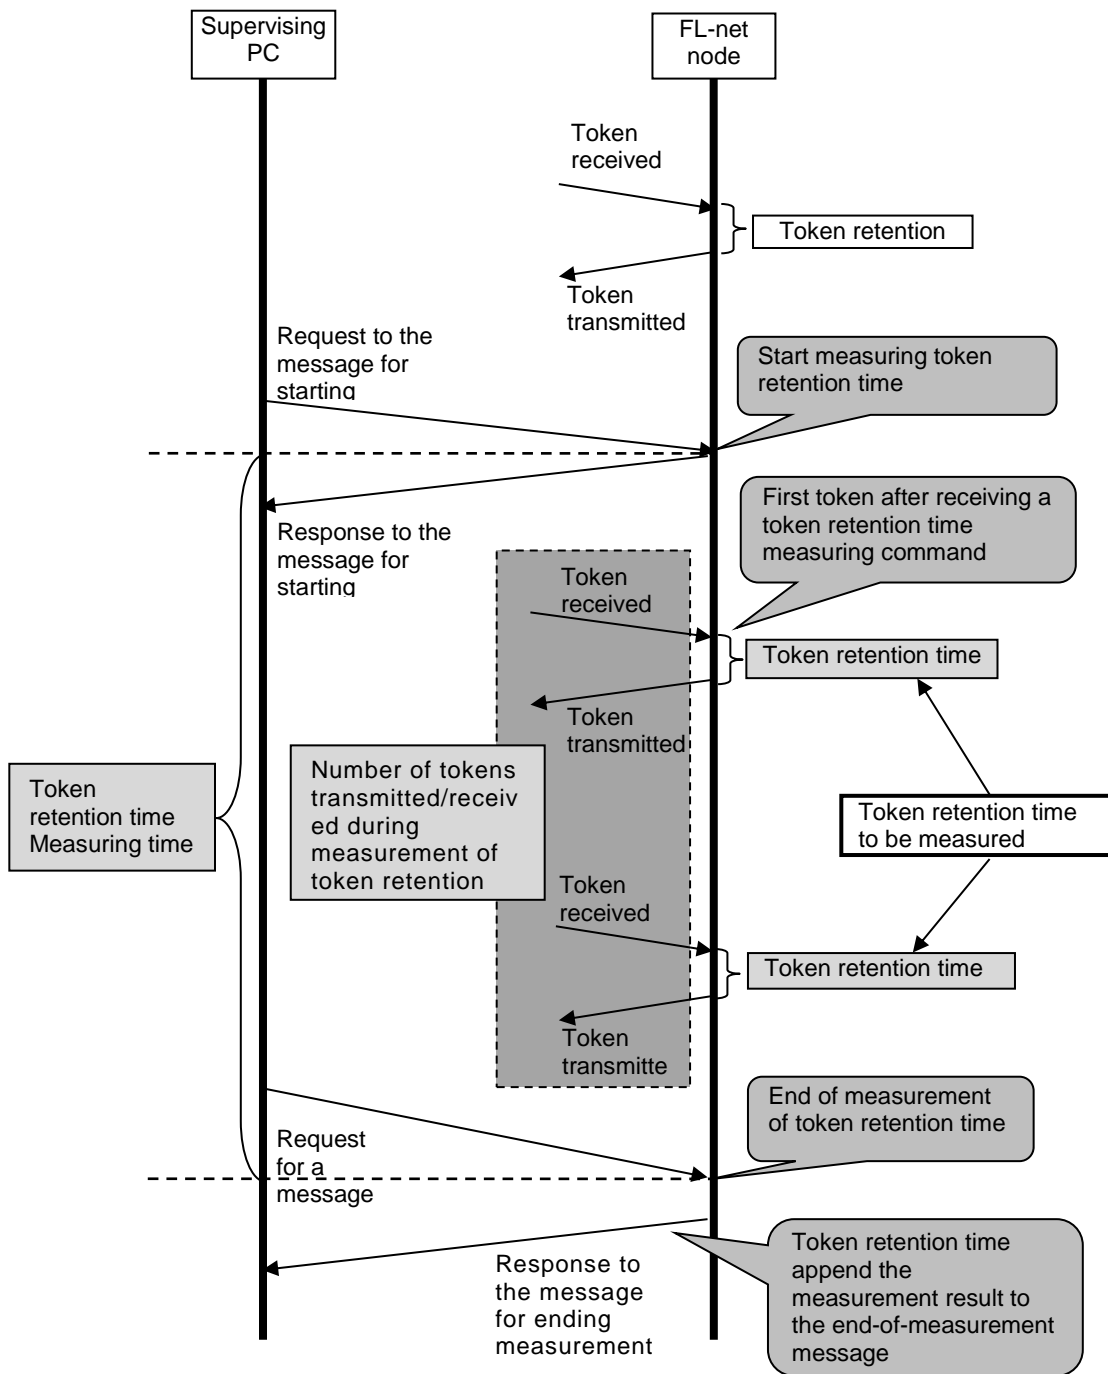 Supervising
PC
FL-net
node
Token
received
Token retention
Token
transmitted
Request to the
message for
starting
Start measuring token
retention time
First token after receiving a
token retention time
measuring command
Response to the
message for
starting
Token
received
Token retention time
Token
transmitted
Number of tokens
transmitted/receiv
ed during
measurement of
token retention
Token
retention time
Measuring time
Token retention time
to be measured
Token
received
Token retention time
Token
transmitte
End of measurement
of token retention time
Request
for a
message
Response to
the message
for ending
measurement
Token retention time
append the
measurement result to
the end-of-measurement
message